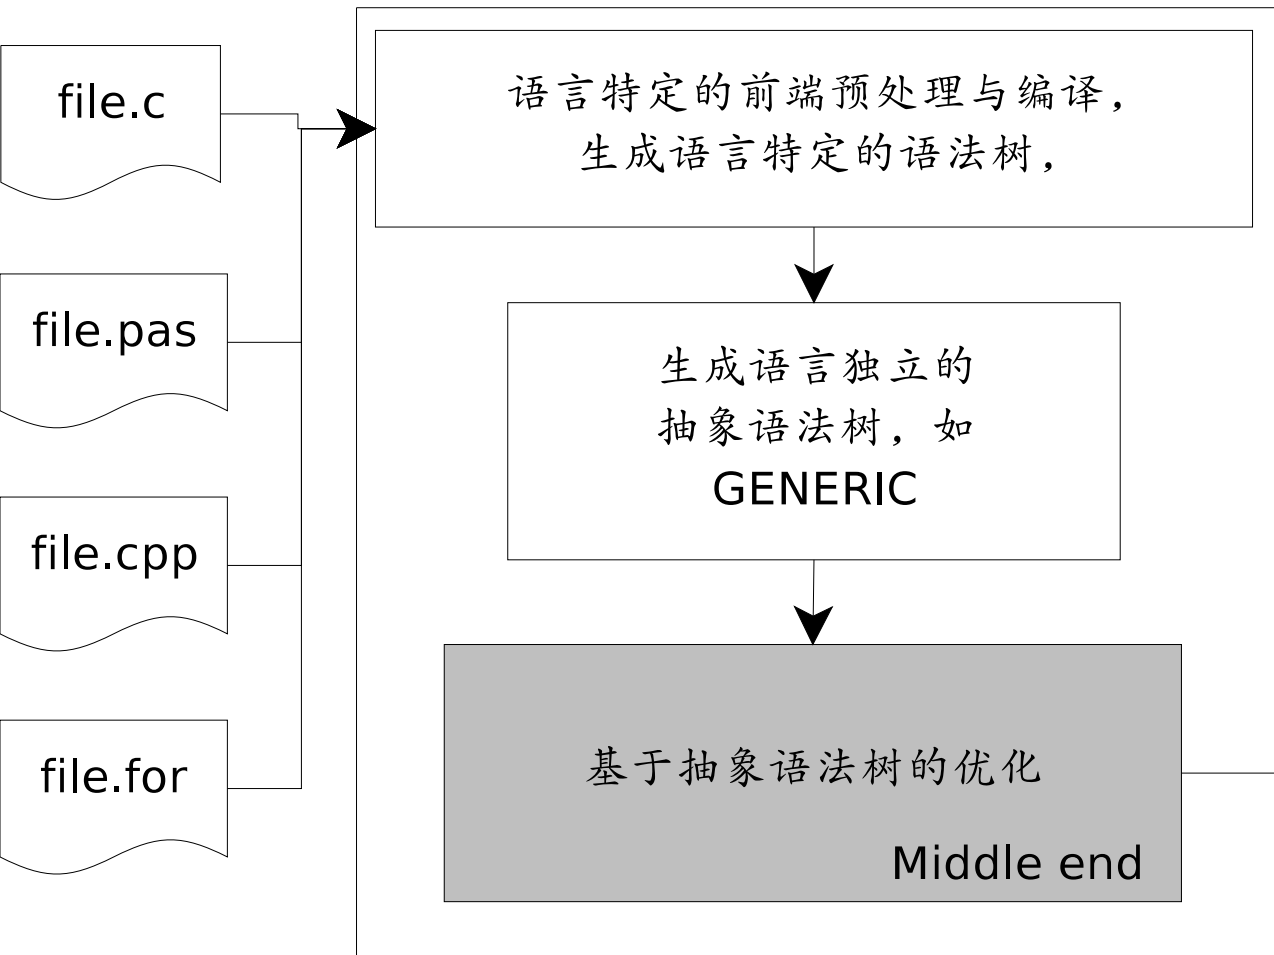 file.c
语言特定的前端预处理与编译，
生成语言特定的语法树，
file.pas
生成语言独立的
抽象语法树，如
GENERIC
file.cpp
file.for
基于抽象语法树的优化
Middle end